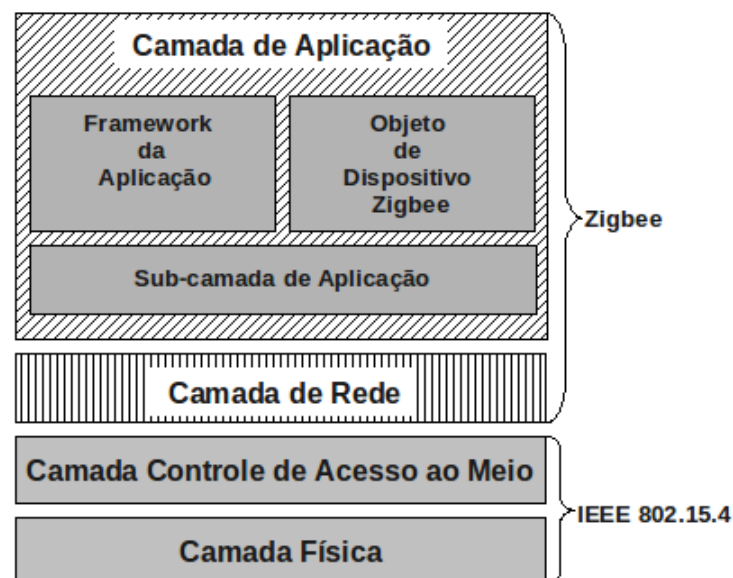 Camada de Aplicação
Framework
da
Aplicação
Objeto
de
Dispositivo
Zigbee
Sub-camada de Aplicação
Zigbee
Camada de Rede
Camada Controle de Acesso ao Meio
IEEE 802.15.4
Camada Física